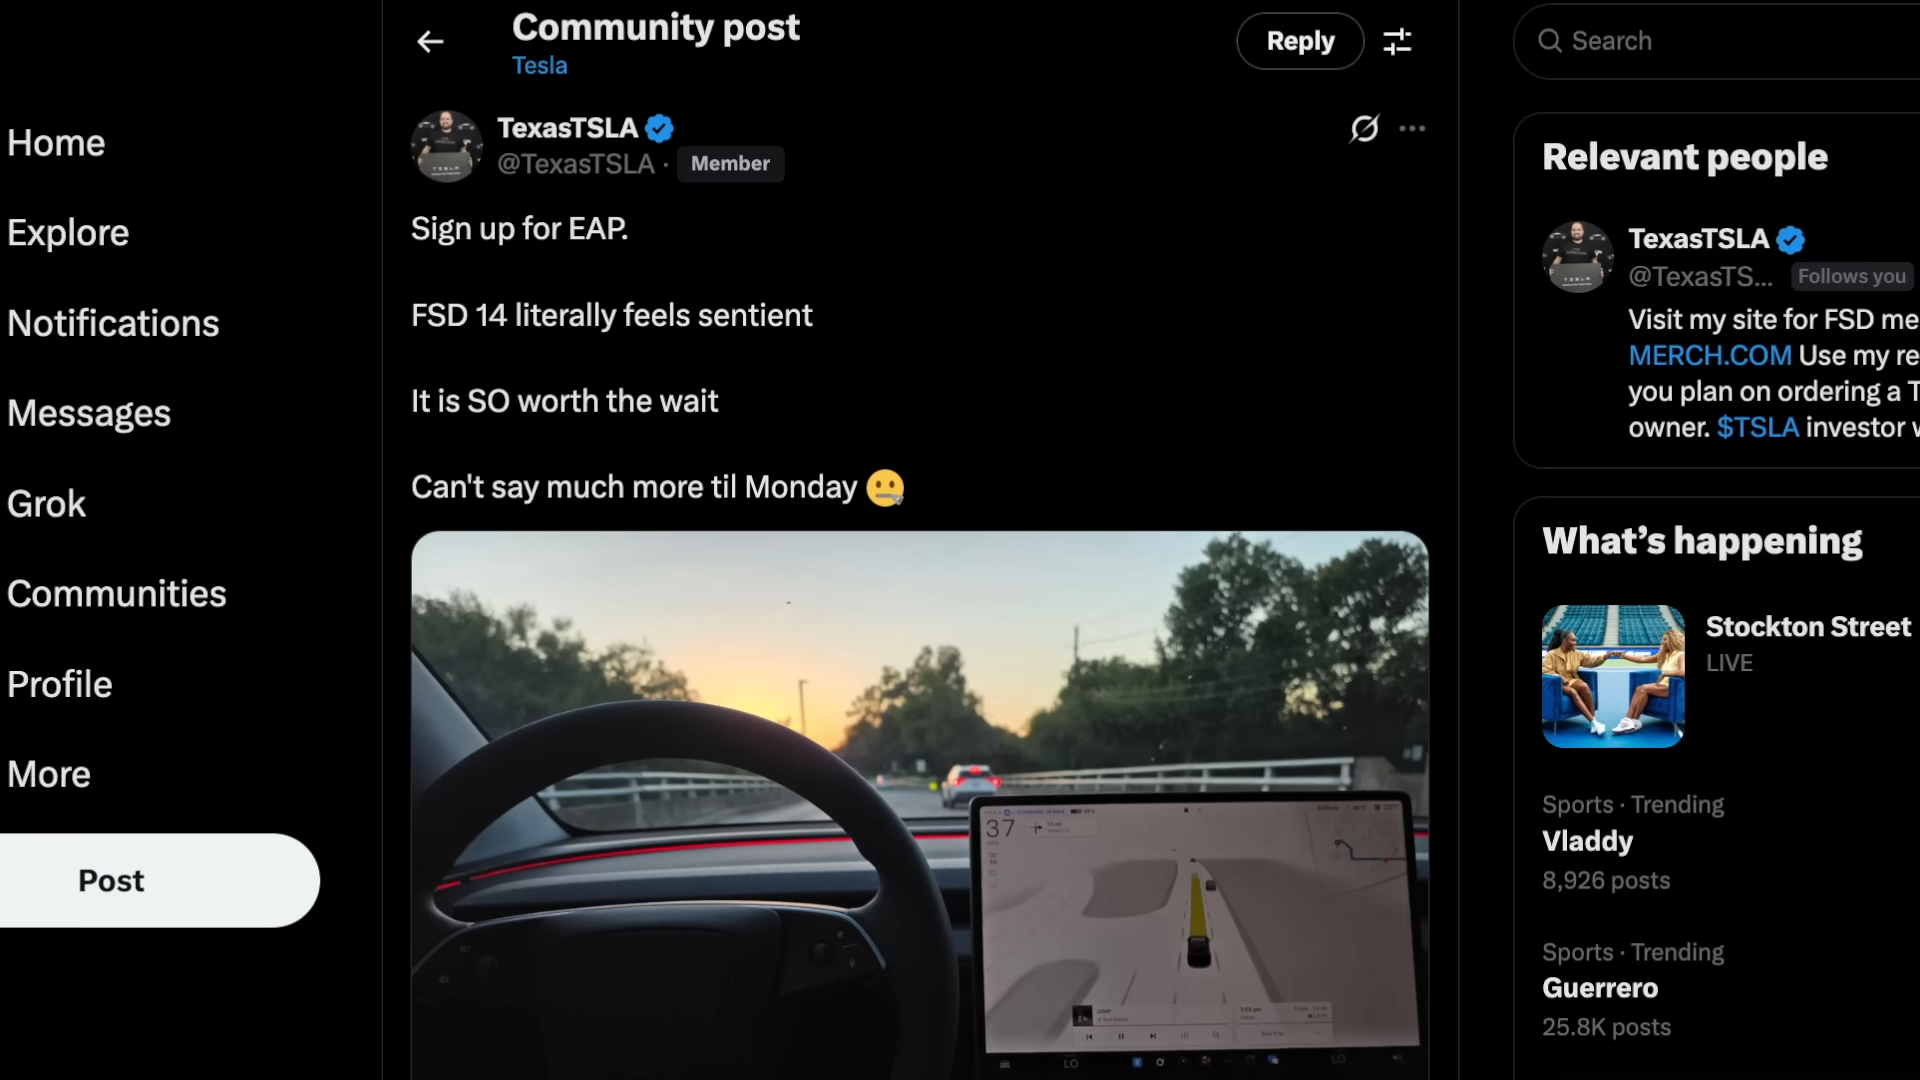 Community post
Tesla
Reply
Search
Home
Explore
Notifications
Messages
Grok
Communities
Profile
More
Post
TexasTSLA
@TexasTSLA · Member
Sign up for EAP.
FSD 14 literally feels sentient
It is SO worth the wait
Can't say much more til Monday 🤐
37
LO
LO
Relevant people
TexasTSLA
@TexasTS... Follows you
Visit my site for FSD me
MERCH.COM Use my re
you plan on ordering a T
owner. $TSLA investor w
What’s happening
Stockton Street
LIVE
Sports · Trending
Vladdy
8,926 posts
Sports · Trending
Guerrero
25.8K posts